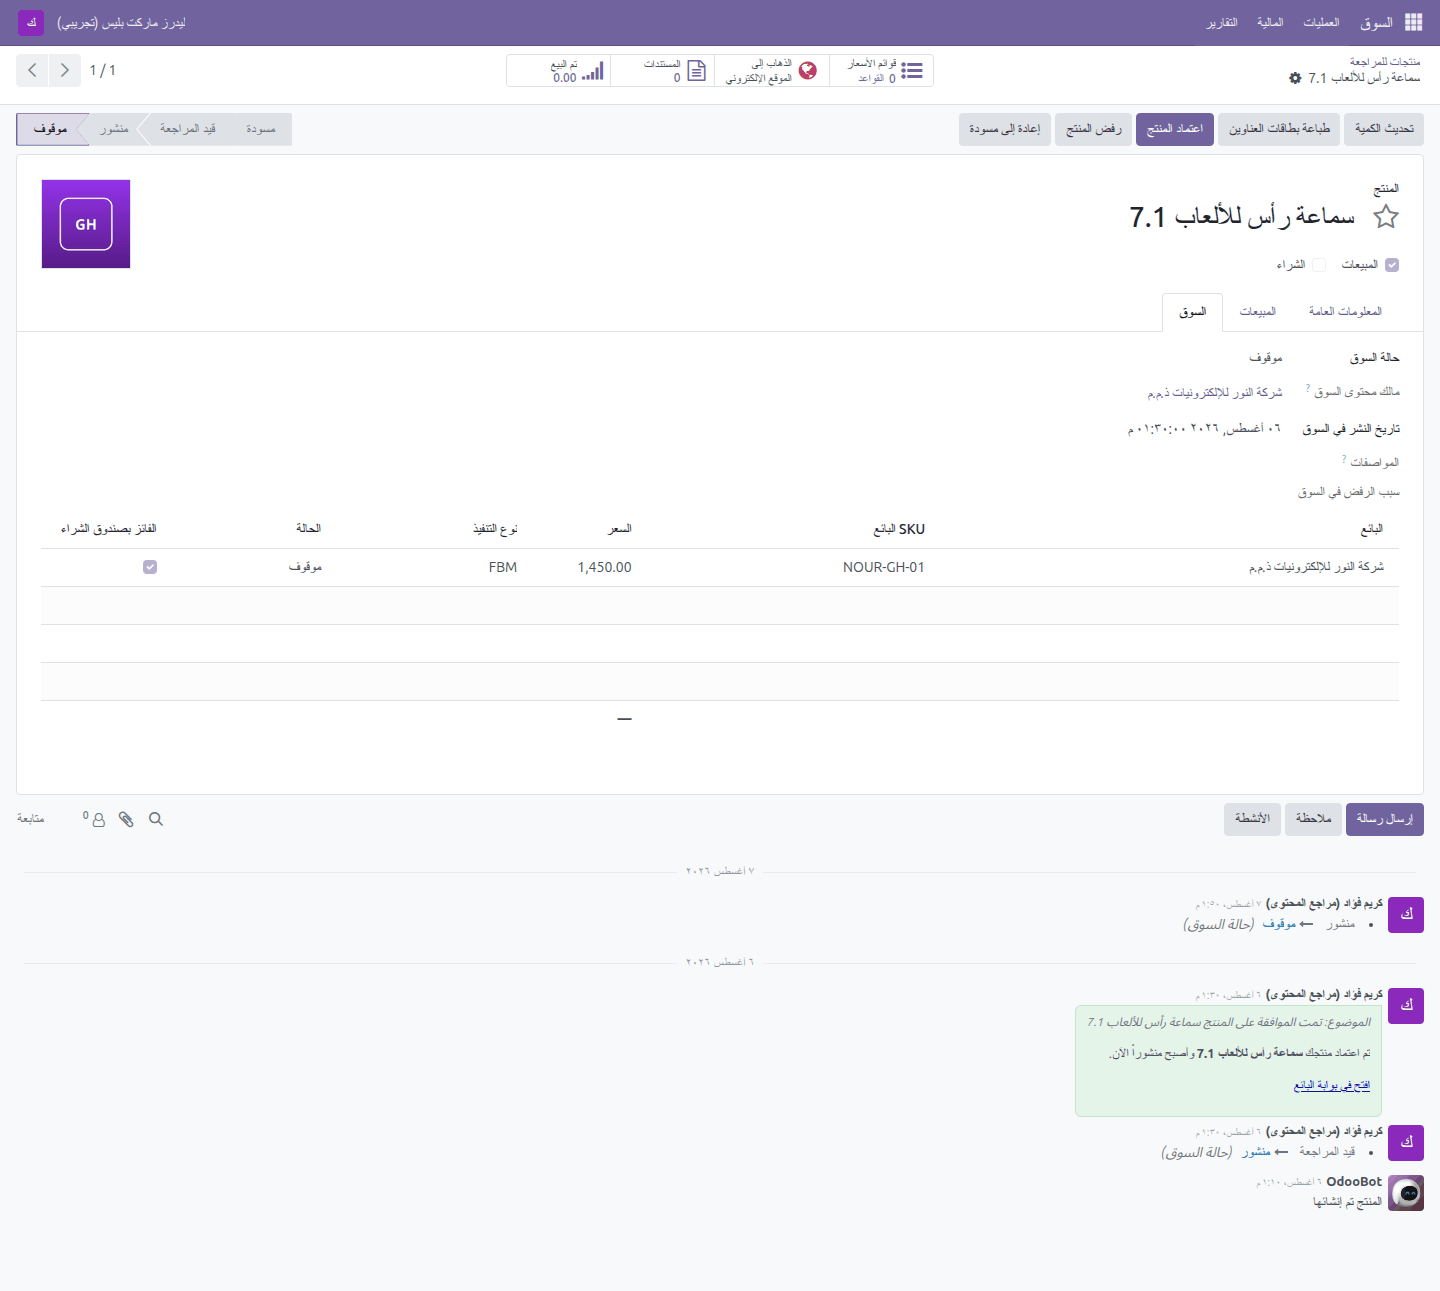 السوق
العمليات
المالية
التقارير
ليدرز ماركت بليس (تجريبي)
ك
منتجات للمراجعة
سماعة رأس للألعاب 7.1
قوائم الأسعار
0 القواعد
الذهاب إلى
الموقع الإلكتروني
المستندات
0
تم البيع
0.00
1 / 1
تحديث الكمية
طباعة بطاقات العناوين
اعتماد المنتج
رفض المنتج
إعادة إلى مسودة
مسودة
قيد المراجعة
منشور
موقوف
المنتج
سماعة رأس للألعاب 7.1
المبيعات
الشراء
GH
المعلومات العامة
المبيعات
السوق
حالة السوق
موقوف
مالك محتوى السوق ?
شركة النور للإلكترونيات ذ.م.م
تاريخ النشر في السوق
٠٦ أغسطس, ٢٠٢٦ ٠١:٣٠:٠٠ م
المواصفات ?
سبب الرفض في السوق
البائع
SKU البائع
السعر
نوع التنفيذ
الحالة
الفائز بصندوق الشراء
شركة النور للإلكترونيات ذ.م.م
NOUR-GH-01
1,450.00
FBM
موقوف
—
إرسال رسالة
ملاحظة
الأنشطة
0
متابعة
٧ أغسطس ٢٠٢٦
ك
كريم فؤاد (مراجع المحتوى) ٧ أغسطس، ١:٥٠ م
منشور ← موقوف (حالة السوق)
٦ أغسطس ٢٠٢٦
ك
كريم فؤاد (مراجع المحتوى) ٦ أغسطس، ١:٣٠ م
الموضوع: تمت الموافقة على المنتج سماعة رأس للألعاب 7.1
تم اعتماد منتجك سماعة رأس للألعاب 7.1 وأصبح منشوراً الآن.
افتح في بوابة البائع
ك
كريم فؤاد (مراجع المحتوى) ٦ أغسطس، ١:٣٠ م
قيد المراجعة ← منشور (حالة السوق)
OdooBot ٦ أغسطس، ١:١٠ م
المنتج تم إنشائها